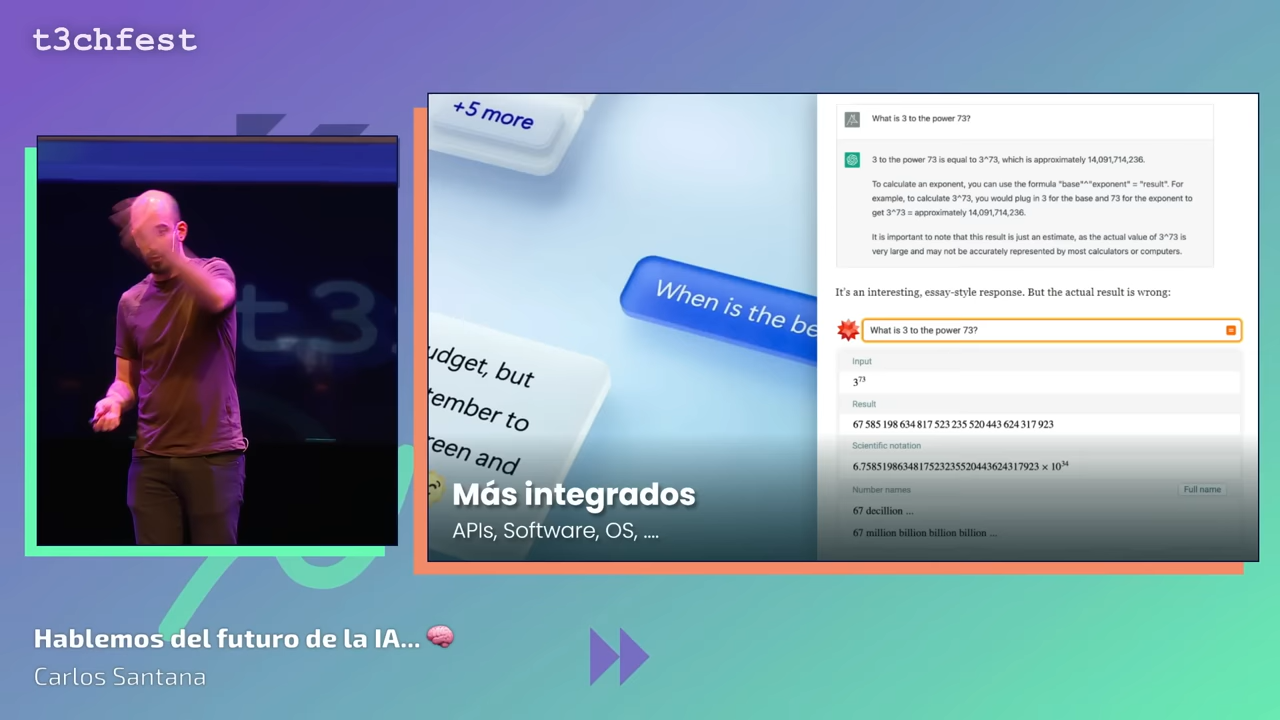 t3chfest
t3
+5 more
When is the be
udget, but
tember to
reen and
Más integrados
APIs, Software, OS, ....
What is 3 to the power 73?
3 to the power 73 is equal to 3^73, which is approximately 14,091,714,236.
To calculate an exponent, you can use the formula "base"^"exponent" = "result". For
example, to calculate 3^73, you would plug in 3 for the base and 73 for the exponent to
get 3^73 = approximately 14,091,714,236.
It is important to note that this result is just an estimate, as the actual value of 3^73 is
very large and may not be accurately represented by most calculators or computers.
It's an interesting, essay-style response. But the actual result is wrong:
What is 3 to the power 73?
Input
3^73
Result
67 585 198 634 817 523 235 520 443 624 317 923
Scientific notation
6.7585198634817523235520443624317923 × 10^34
Number names
Full name
67 decillion ...
67 million billion billion billion ...
Hablemos del futuro de la IA... 🧠
Carlos Santana